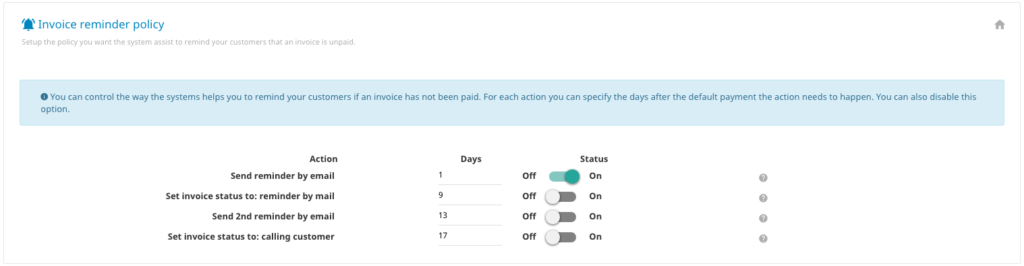 Invoice reminder policy
Setup the policy you want the system assist to remind your customers that an invoice is unpaid.
You can control the way the systems helps you to remind your customers if an invoice has not been paid. For each action you can specify the days after the default payment the action needs to happen. You can also disable this
option.
Action Days Status
Send reminder by email 1 Off On
Set invoice status to: reminder by mail 9 Off On
Send 2nd reminder by email 13 Off On
Set invoice status to: calling customer 17 Off On